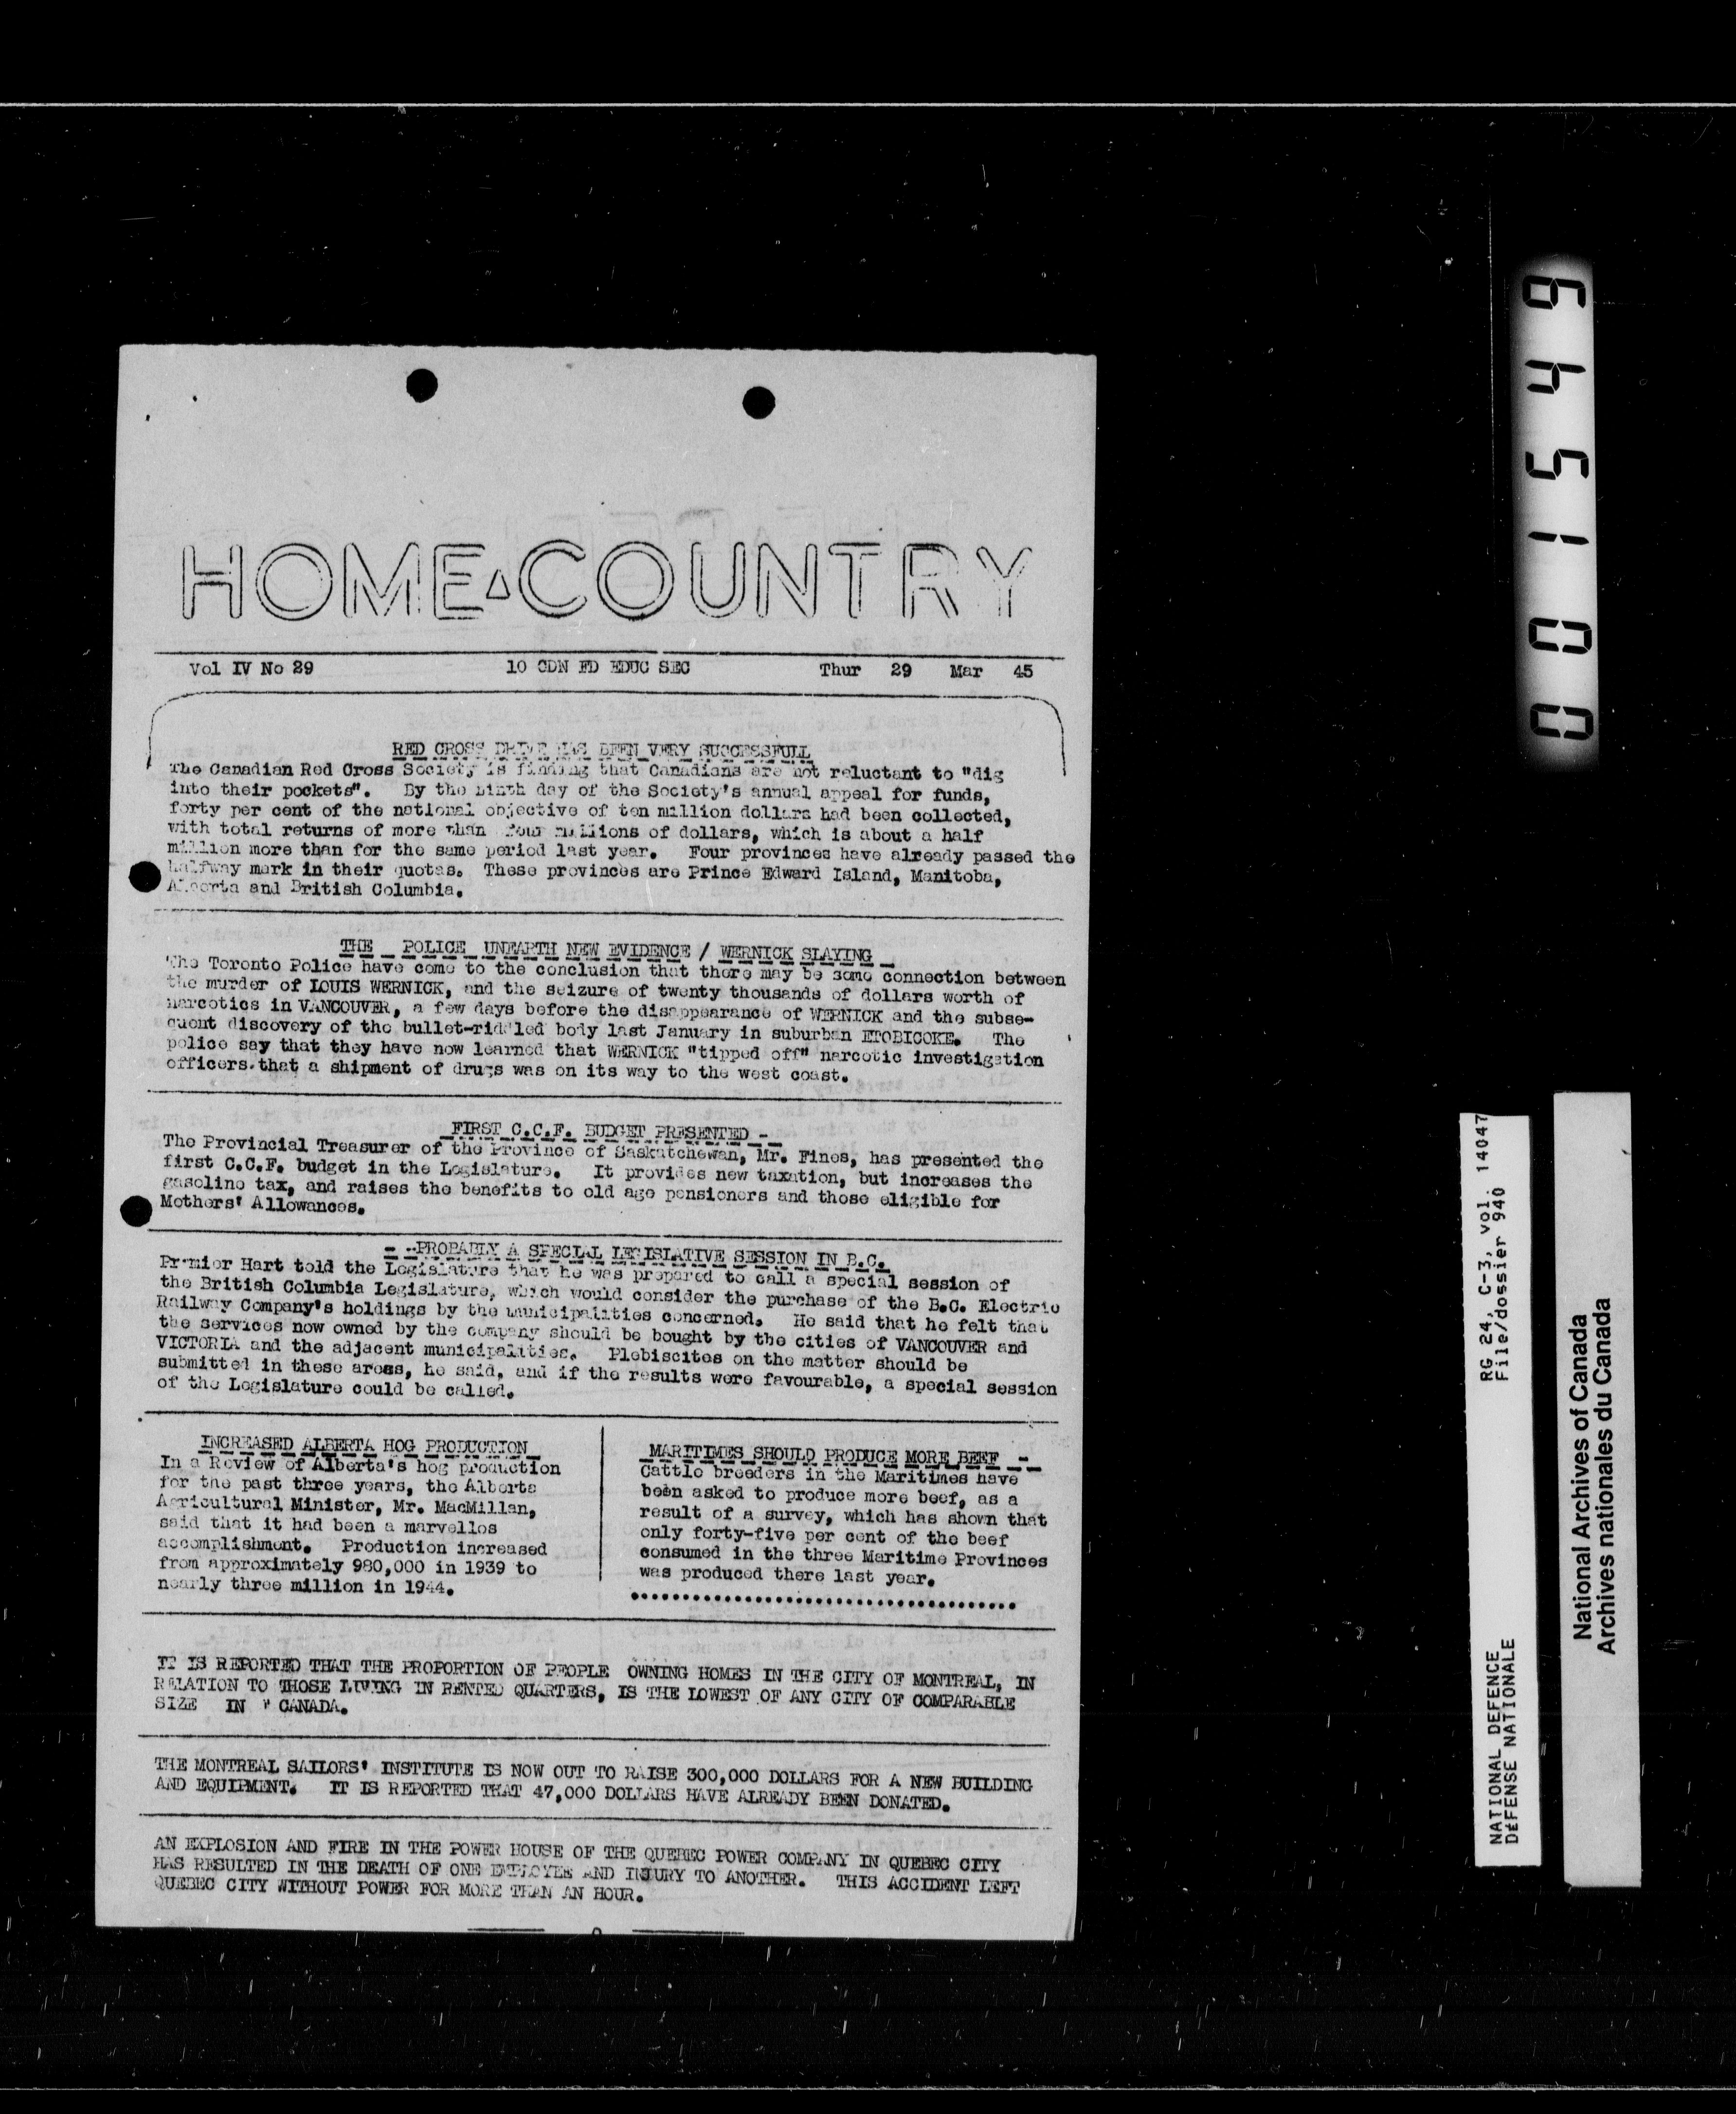 HOME COUNTRY
Vol IV No 29 10 CDN FD EDUC SEC Thur 29 Mar 45
RED CROSS DRIVE HAS BEEN VERY SUCCESSFULL
The Canadian Red Cross Society is finding that Canadians are not reluctant to "dig
into their pockets". By the ninth day of the Society's annual appeal for funds,
forty per cent of the national objective of ten million dollars had been collected,
with total returns of more than four millions of dollars, which is about a half
million more than for the same period last year. Four provinces have already passed the
halfway mark in their quotas. These provinces are Prince Edward Island, Manitoba,
Alberta and British Columbia.
THE POLICE UNEARTH NEW EVIDENCE / WERNICK SLAYING
The Toronto Police have come to the conclusion that there may be some connection between
the murder of LOUIS WERNICK, and the seizure of twenty thousands of dollars worth of
narcotics in VANCOUVER, a few days before the disappearance of WERNICK and the subse-
quent discovery of the bullet-riddled body last January in suburban ETOBICOKE. The
police say that they have now learned that WERNICK "tipped off" narcotic investigation
officers.that a shipment of drugs was on its way to the west coast.
FIRST C.C.F. BUDGET PRESENTED -
The Provincial Treasurer of the Province of Saskatchewan, Mr. Fines, has presented the
first C.C.F. budget in the Legislature. It provides new taxation, but increases the
gasoline tax, and raises the benefits to old age pensioners and those eligible for
Mothers' Allowances.
- -PROBABLY A SPECIAL LEGISLATIVE SESSION IN B.C.
Premier Hart told the Legislature that he was prepared to call a special session of
the British Columbia Legislature, which would consider the purchase of the B.C. Electric
Railway Company's holdings by the municipalities concerned. He said that he felt that
the services now owned by the company should be bought by the cities of VANCOUVER and
VICTORIA and the adjacent municipalities. Plebiscites on the matter should be
submitted in these areas, he said, and if the results were favourable, a special session
of the Legislature could be called.
INCREASED ALBERTA HOG PRODUCTION
In a Review of Alberta's hog production
for the past three years, the Alberta
Agricultural Minister, Mr. MacMillan,
said that it had been a marvellos
accomplishment. Production increased
from approximately 980,000 in 1939 to
nearly three million in 1944.
MARITIMES SHOULD PRODUCE MORE BEEF -
Cattle breeders in the Maritimes have
been asked to produce more beef, as a
result of a survey, which has shown that
only forty-five per cent of the beef
consumed in the three Maritime Provinces
was produced there last year.
IT IS REPORTED THAT THE PROPORTION OF PEOPLE OWNING HOMES IN THE CITY OF MONTREAL, IN
RELATION TO THOSE LIVING IN RENTED QUARTERS, IS THE LOWEST OF ANY CITY OF COMPARABLE
SIZE IN CANADA.
THE MONTREAL SAILORS' INSTITUTE IS NOW OUT TO RAISE 300,000 DOLLARS FOR A NEW BUILDING
AND EQUIPMENT. IT IS REPORTED THAT 47,000 DOLLARS HAVE ALREADY BEEN DONATED.
AN EXPLOSION AND FIRE IN THE POWER HOUSE OF THE QUEBEC POWER COMPANY IN QUEBEC CITY
HAS RESULTED IN THE DEATH OF ONE EMPLOYEE AND INJURY TO ANOTHER. THIS ACCIDENT LEFT
QUEBEC CITY WITHOUT POWER FOR MORE THAN AN HOUR.
001549
NATIONAL DEFENCE RG 24, C-3, vol. 14047
DéFENSE NATIONALE File/dossier 940
National Archives of Canada
Archives nationales du Canada